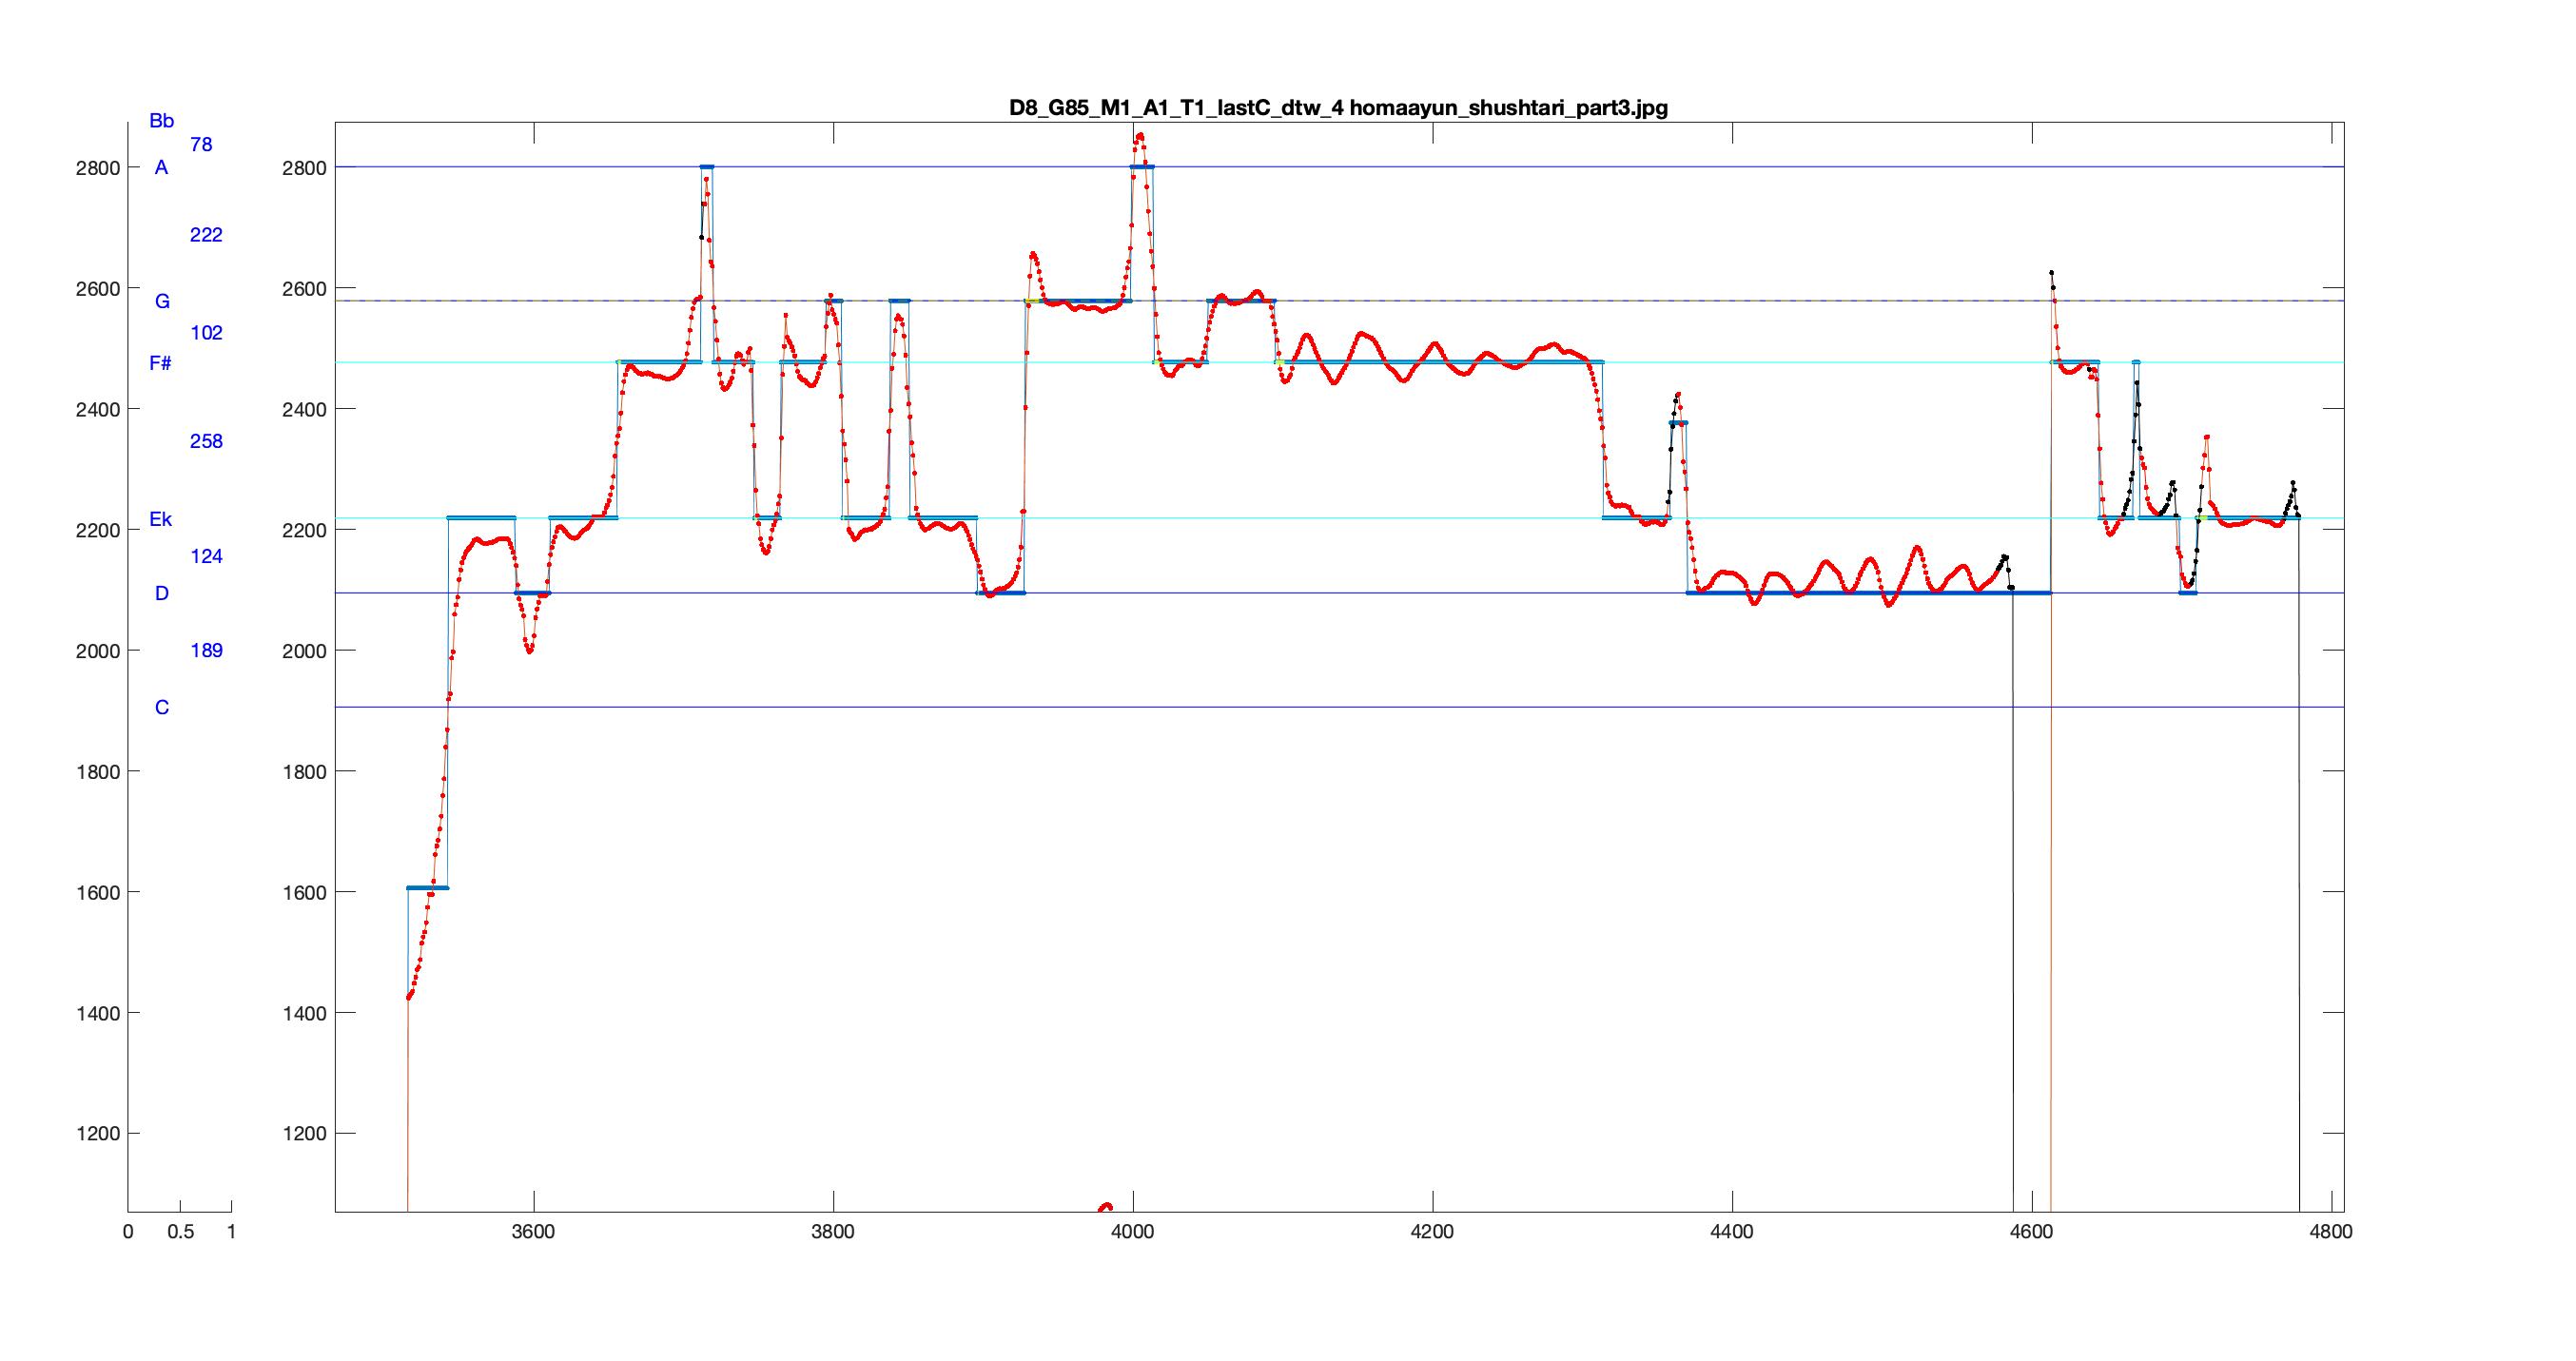 D8_G85_M1_A1_T1_lastC_dtw_4 homaayun_shushtari_part3.jpg
Bb
78
2800 A 2800
222
2600 G 2600
102
F#
2400 2400
258
Ek
2200 2200
124
D
2000 189 2000
C
1800 1800
1600 1600
1400 1400
1200 1200
0 0.5 1 3600 3800 4000 4200 4400 4600 4800